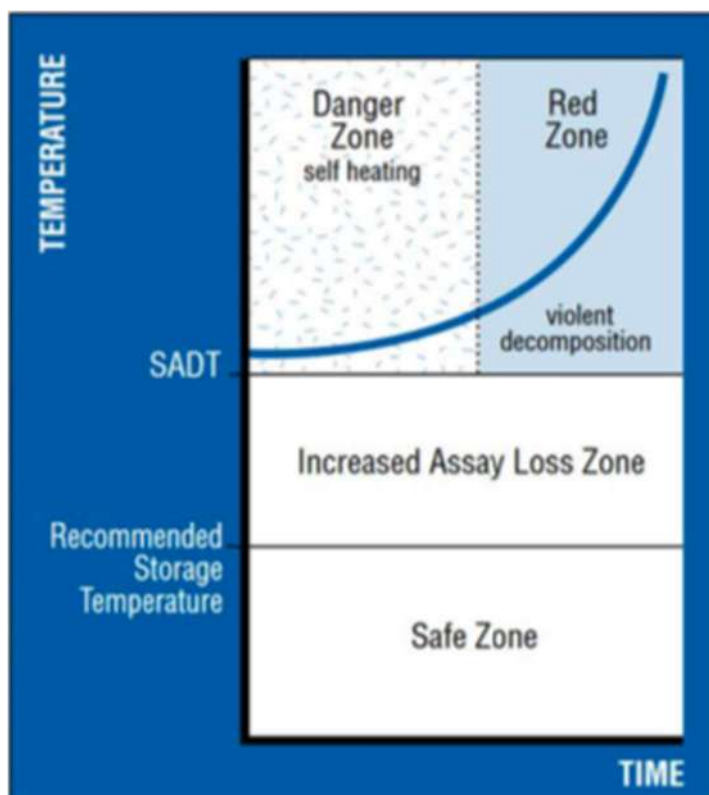 TEMPERATURE
Danger
Zone
self heating
Red
Zone
violent
decomposition
SADT
Increased Assay Loss Zone
Recommended
Storage
Temperature
Safe Zone
TIME